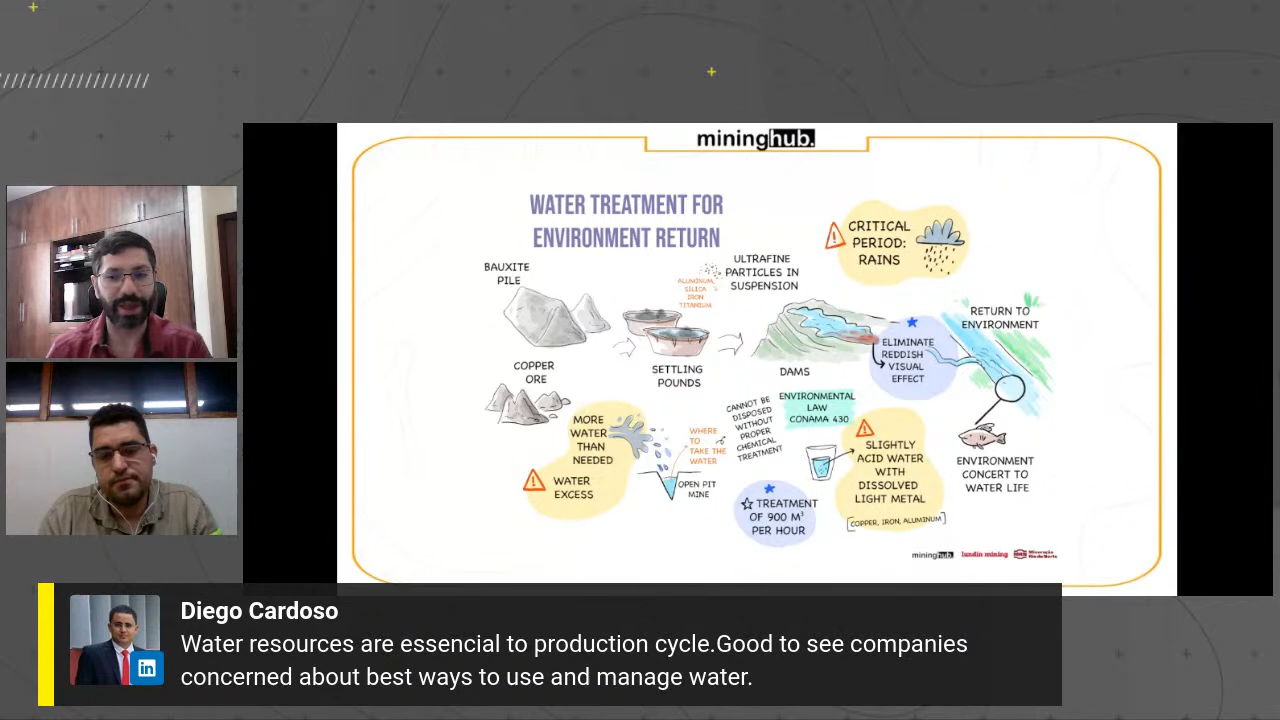 mininghub.
WATER TREATMENT FOR
ENVIRONMENT RETURN
CRITICAL
PERIOD:
RAINS
BAUXITE
PILE
ALUMINUM,
SILICA
IRON
TITANIUM
ULTRAFINE
PARTICLES IN
SUSPENSION
RETURN TO
ENVIRONMENT
ELIMINATE
REDDISH
VISUAL
EFFECT
COPPER
ORE
SETTLING
POUNDS
DAMS
MORE
WATER
THAN
NEEDED
WATER
EXCESS
WHERE
TO
TAKE THE
WATER
OPEN PIT
MINE
CANNOT BE
DISPOSED
WITHOUT
PROPER
CHEMICAL
TREATMENT
ENVIRONMENTAL
LAW
CONAMA 430
SLIGHTLY
ACID WATER
WITH
DISSOLVED
LIGHT METAL
[COPPER, IRON, ALUMINUM]
TREATMENT
OF 900 M³
PER HOUR
ENVIRONMENT
CONCERT TO
WATER LIFE
mininghub. lundin mining
Mineração
Rio do Norte
Diego Cardoso
in
Water resources are essencial to production cycle.Good to see companies
concerned about best ways to use and manage water.